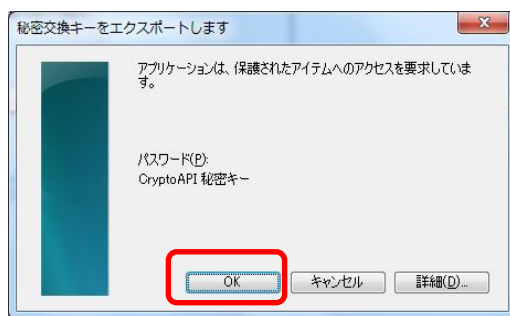 秘密交換キーをエクスポートします
アプリケーションは、保護されたアイテムへのアクセスを要求していま
す。
パスワード(P):
CryptoAPI 秘密キー
OK
キャンセル
詳細(D)...